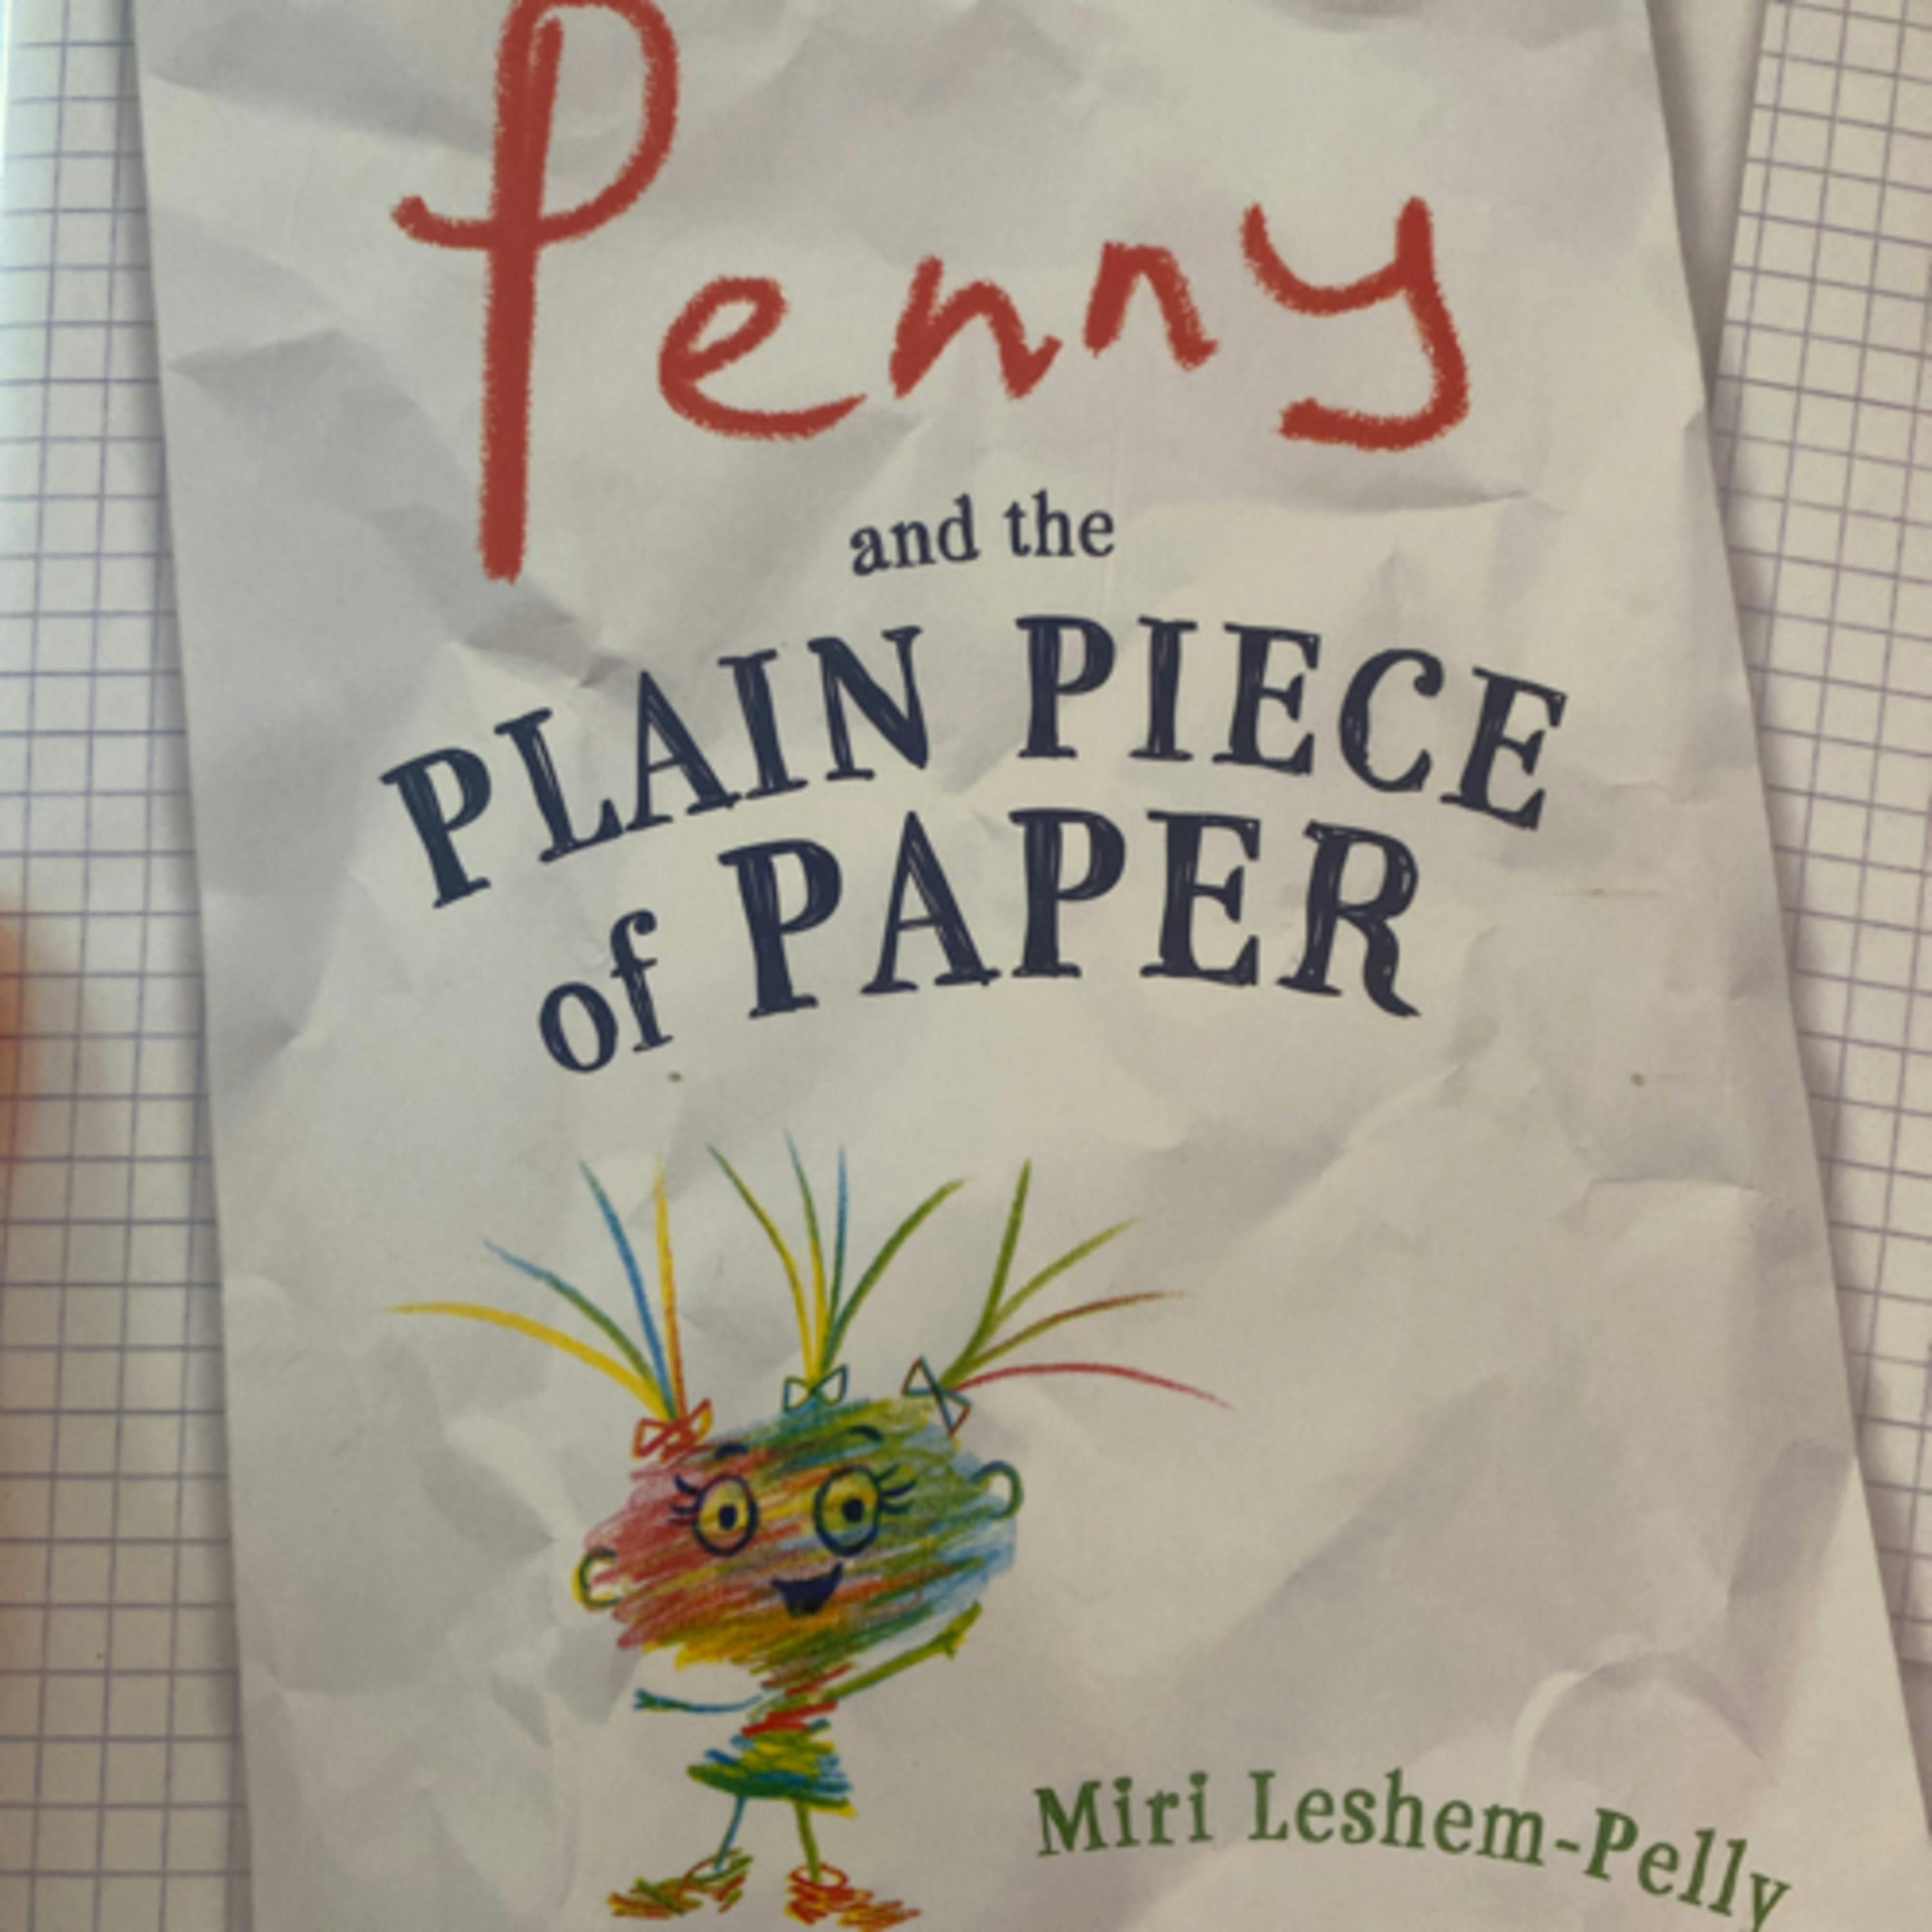 Penny
and the
PLAIN PIECE
of PAPER
Miri Leshem-Pelly